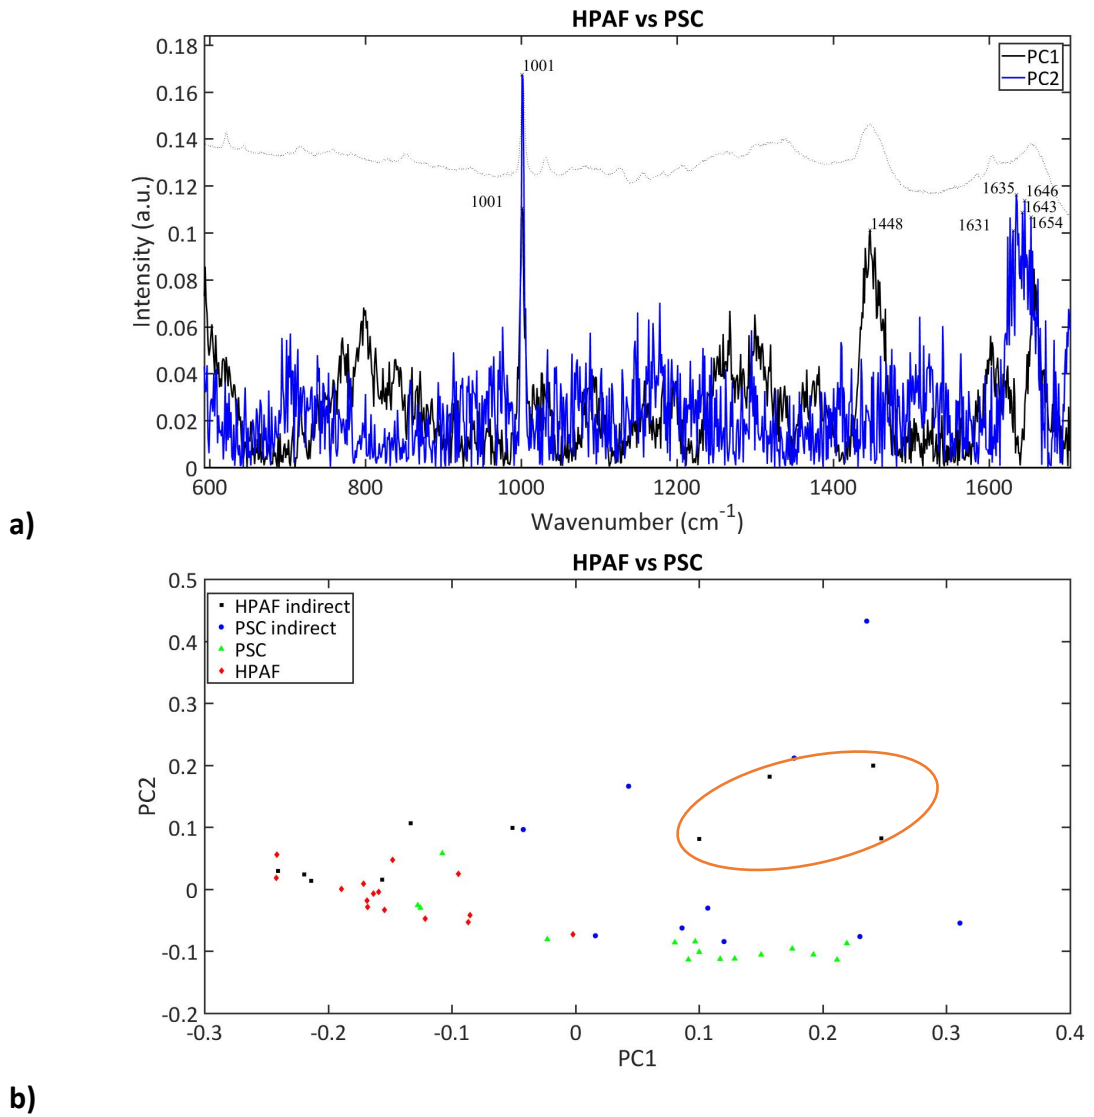 HPAF vs PSC
0.18
0.16
0.14
0.12
0.1
0.08
0.06
0.04
0.02
0
Intensity (a.u.)
PC1
PC2
1001
1001
1448
1635
1646
1643
1631
1654
600 800 1000 1200 1400 1600
Wavenumber (cm-1)
a)
HPAF vs PSC
0.5
0.4
0.3
0.2
0.1
0
-0.1
-0.2
PC2
HPAF indirect
PSC indirect
PSC
HPAF
-0.3 -0.2 -0.1 0 0.1 0.2 0.3 0.4
PC1
b)